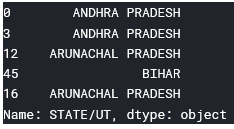 0 ANDHRA PRADESH
3 ANDHRA PRADESH
12 ARUNACHAL PRADESH
45 BIHAR
16 ARUNACHAL PRADESH
Name: STATE/UT, dtype: object